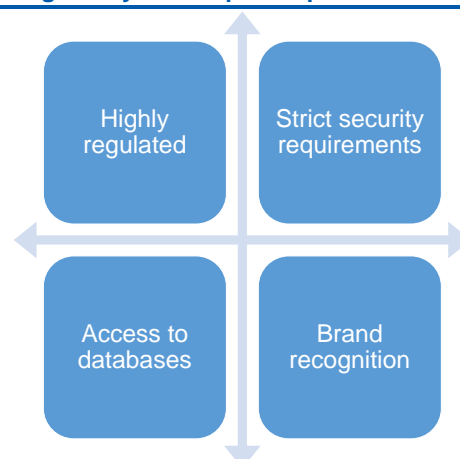 Highly
regulated
Strict security
requirements
Access to
databases
Brand
recognition